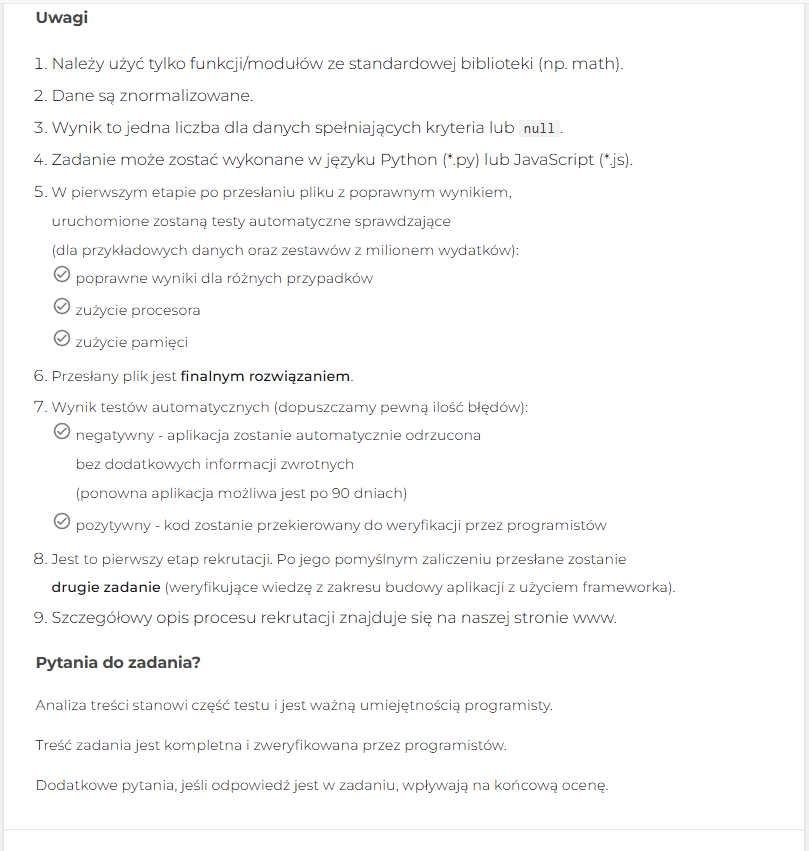 Uwagi
1. Należy użyć tylko funkcji/modułów ze standardowej biblioteki (np. math).
2. Dane są znormalizowane.
3. Wynik to jedna liczba dla danych spełniających kryteria lub null.
4. Zadanie może zostać wykonane w języku Python (*.py) lub JavaScript (*.js).
5. W pierwszym etapie po przesłaniu pliku z poprawnym wynikiem,
uruchomione zostaną testy automatyczne sprawdzające
(dla przykładowych danych oraz zestawów z milionem wydatków):
poprawne wyniki dla różnych przypadków
zużycie procesora
zużycie pamięci
6. Przesłany plik jest finalnym rozwiązaniem.
7. Wynik testów automatycznych (dopuszczamy pewną ilość błędów):
negatywny - aplikacja zostanie automatycznie odrzucona
bez dodatkowych informacji zwrotnych
(ponowna aplikacja możliwa jest po 90 dniach)
pozytywny - kod zostanie przekierowany do weryfikacji przez programistów
8. Jest to pierwszy etap rekrutacji. Po jego pomyślnym zaliczeniu przesłane zostanie
drugie zadanie (weryfikujące wiedzę z zakresu budowy aplikacji z użyciem frameworka).
9. Szczegółowy opis procesu rekrutacji znajduje się na naszej stronie www.
Pytania do zadania?
Analiza treści stanowi część testu i jest ważną umiejętnością programisty.
Treść zadania jest kompletna i zweryfikowana przez programistów.
Dodatkowe pytania, jeśli odpowiedź jest w zadaniu, wpływają na końcową ocenę.